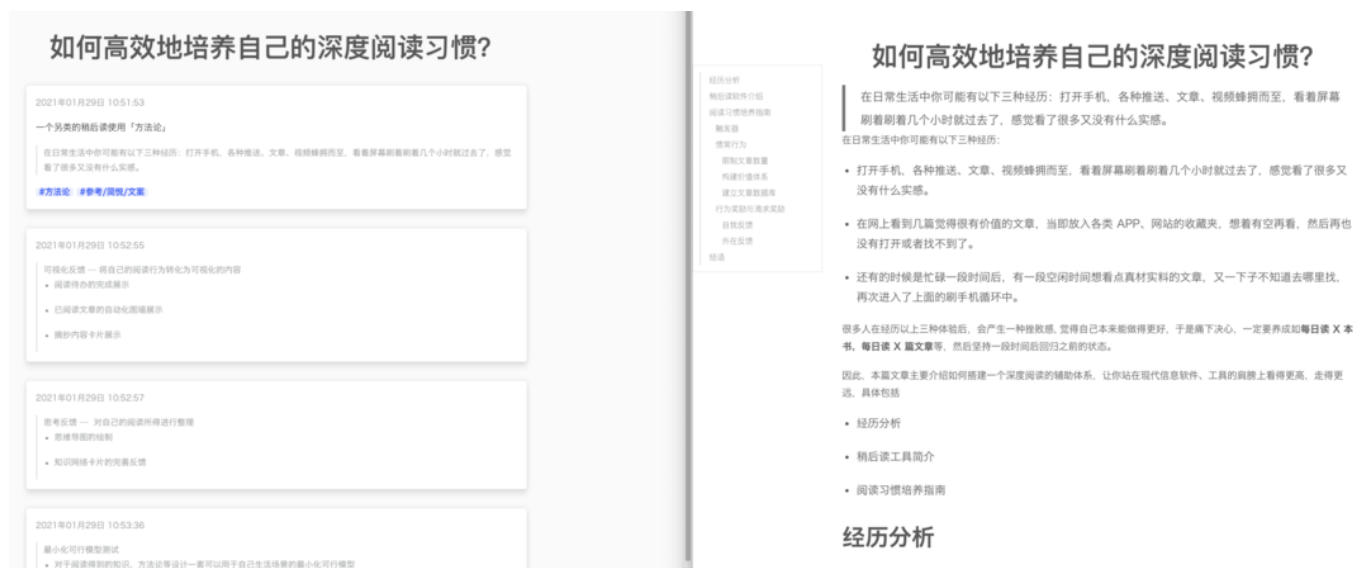 如何高效地培养自己的深度阅读习惯?
2021年01月29日 10:51:53
一个另类的稍后读使用「方法论」
在日常生活中你可能有以下三种经历：打开手机，各种推送、文章、视频蜂拥而至，看着屏幕刷着刷着几个小时就过去了，感觉
看了很多又没有什么实感。
#方法论 #参考/简悦/文案
2021年01月29日 10:52:55
可视化反馈 — 将自己的阅读行为转化为可视化的内容
• 阅读待办的完成展示
• 已阅读文章的自动化图墙展示
• 摘抄内容卡片展示
2021年01月29日 10:52:57
思考反馈 — 对自己的阅读所得进行整理
• 思维导图的绘制
• 知识网络卡片的完善反馈
2021年01月29日 10:53:36
最小化可行模型测试
• 对于阅读得到的知识、方法论等设计一套可以用于自己生活场景的最小化可行模型
经历分析
稍后读软件介绍
阅读习惯培养指南
触发器
惯常行为
限制文章数量
构建价值体系
建立文章数据库
行为奖励与渴求奖励
自我反馈
外在反馈
结语
如何高效地培养自己的深度阅读习惯?
在日常生活中你可能有以下三种经历：打开手机，各种推送、文章、视频蜂拥而至，看着屏幕
刷着刷着几个小时就过去了，感觉看了很多又没有什么实感。
在日常生活中你可能有以下三种经历:
• 打开手机，各种推送、文章、视频蜂拥而至，看着屏幕刷着刷着几个小时就过去了，感觉看了很多又
没有什么实感。
• 在网上看到几篇觉得很有价值的文章，当即放入各类 APP、网站的收藏夹，想着有空再看，然后再也
没有打开或者找不到了。
• 还有的时候是忙碌一段时间后，有一段空闲时间想看点真材实料的文章，又一下子不知道去哪里找，
再次进入了上面的刷手机循环中。
很多人在经历以上三种体验后，会产生一种挫败感，觉得自己本来能做得更好，于是痛下决心，一定要养成如每日读 X 本
书，每日读 X 篇文章等，然后坚持一段时间后回归之前的状态。
因此，本篇文章主要介绍如何搭建一个深度阅读的辅助体系，让你站在现代信息软件、工具的肩膀上看得更高，走得更
远，具体包括
• 经历分析
• 稍后读工具简介
• 阅读习惯培养指南
经历分析